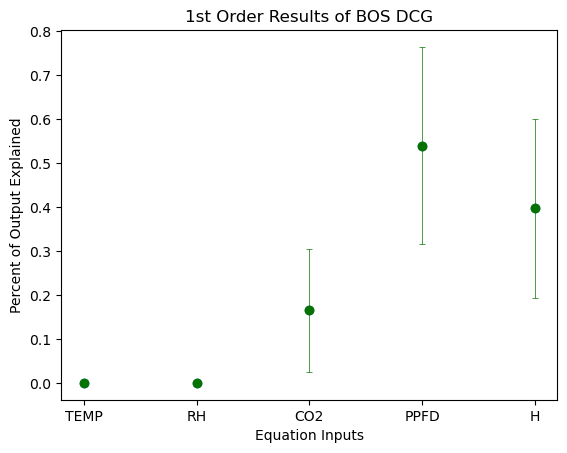 1st Order Results of BOS DCG
Percent of Output Explained
0.8
0.7
0.6
0.5
0.4
0.3
0.2
0.1
0.0
TEMP RH CO2 PPFD H
Equation Inputs